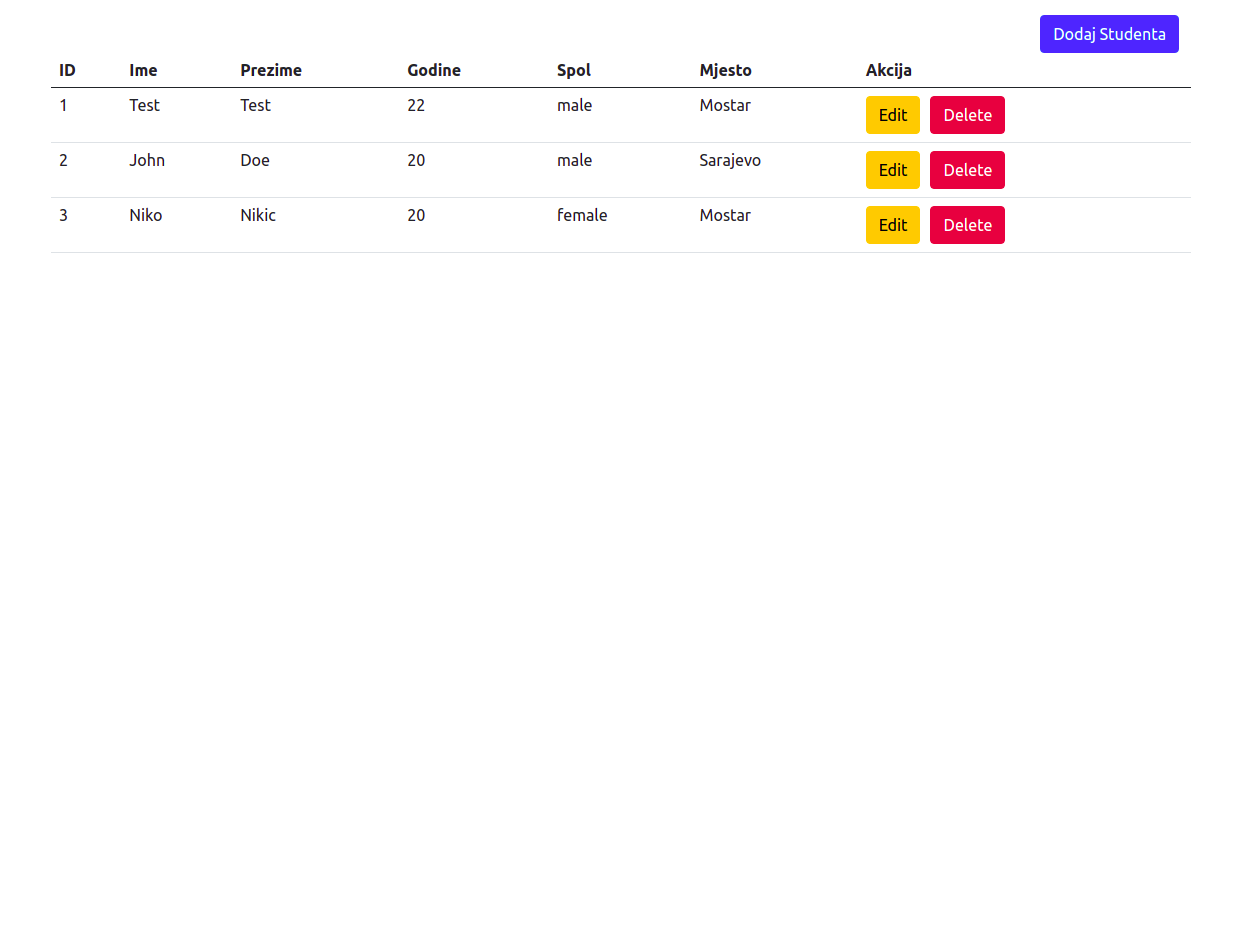 Dodaj Studenta
ID Ime Prezime Godine Spol Mjesto Akcija
1 Test Test 22 male Mostar Edit Delete
2 John Doe 20 male Sarajevo Edit Delete
3 Niko Nikic 20 female Mostar Edit Delete